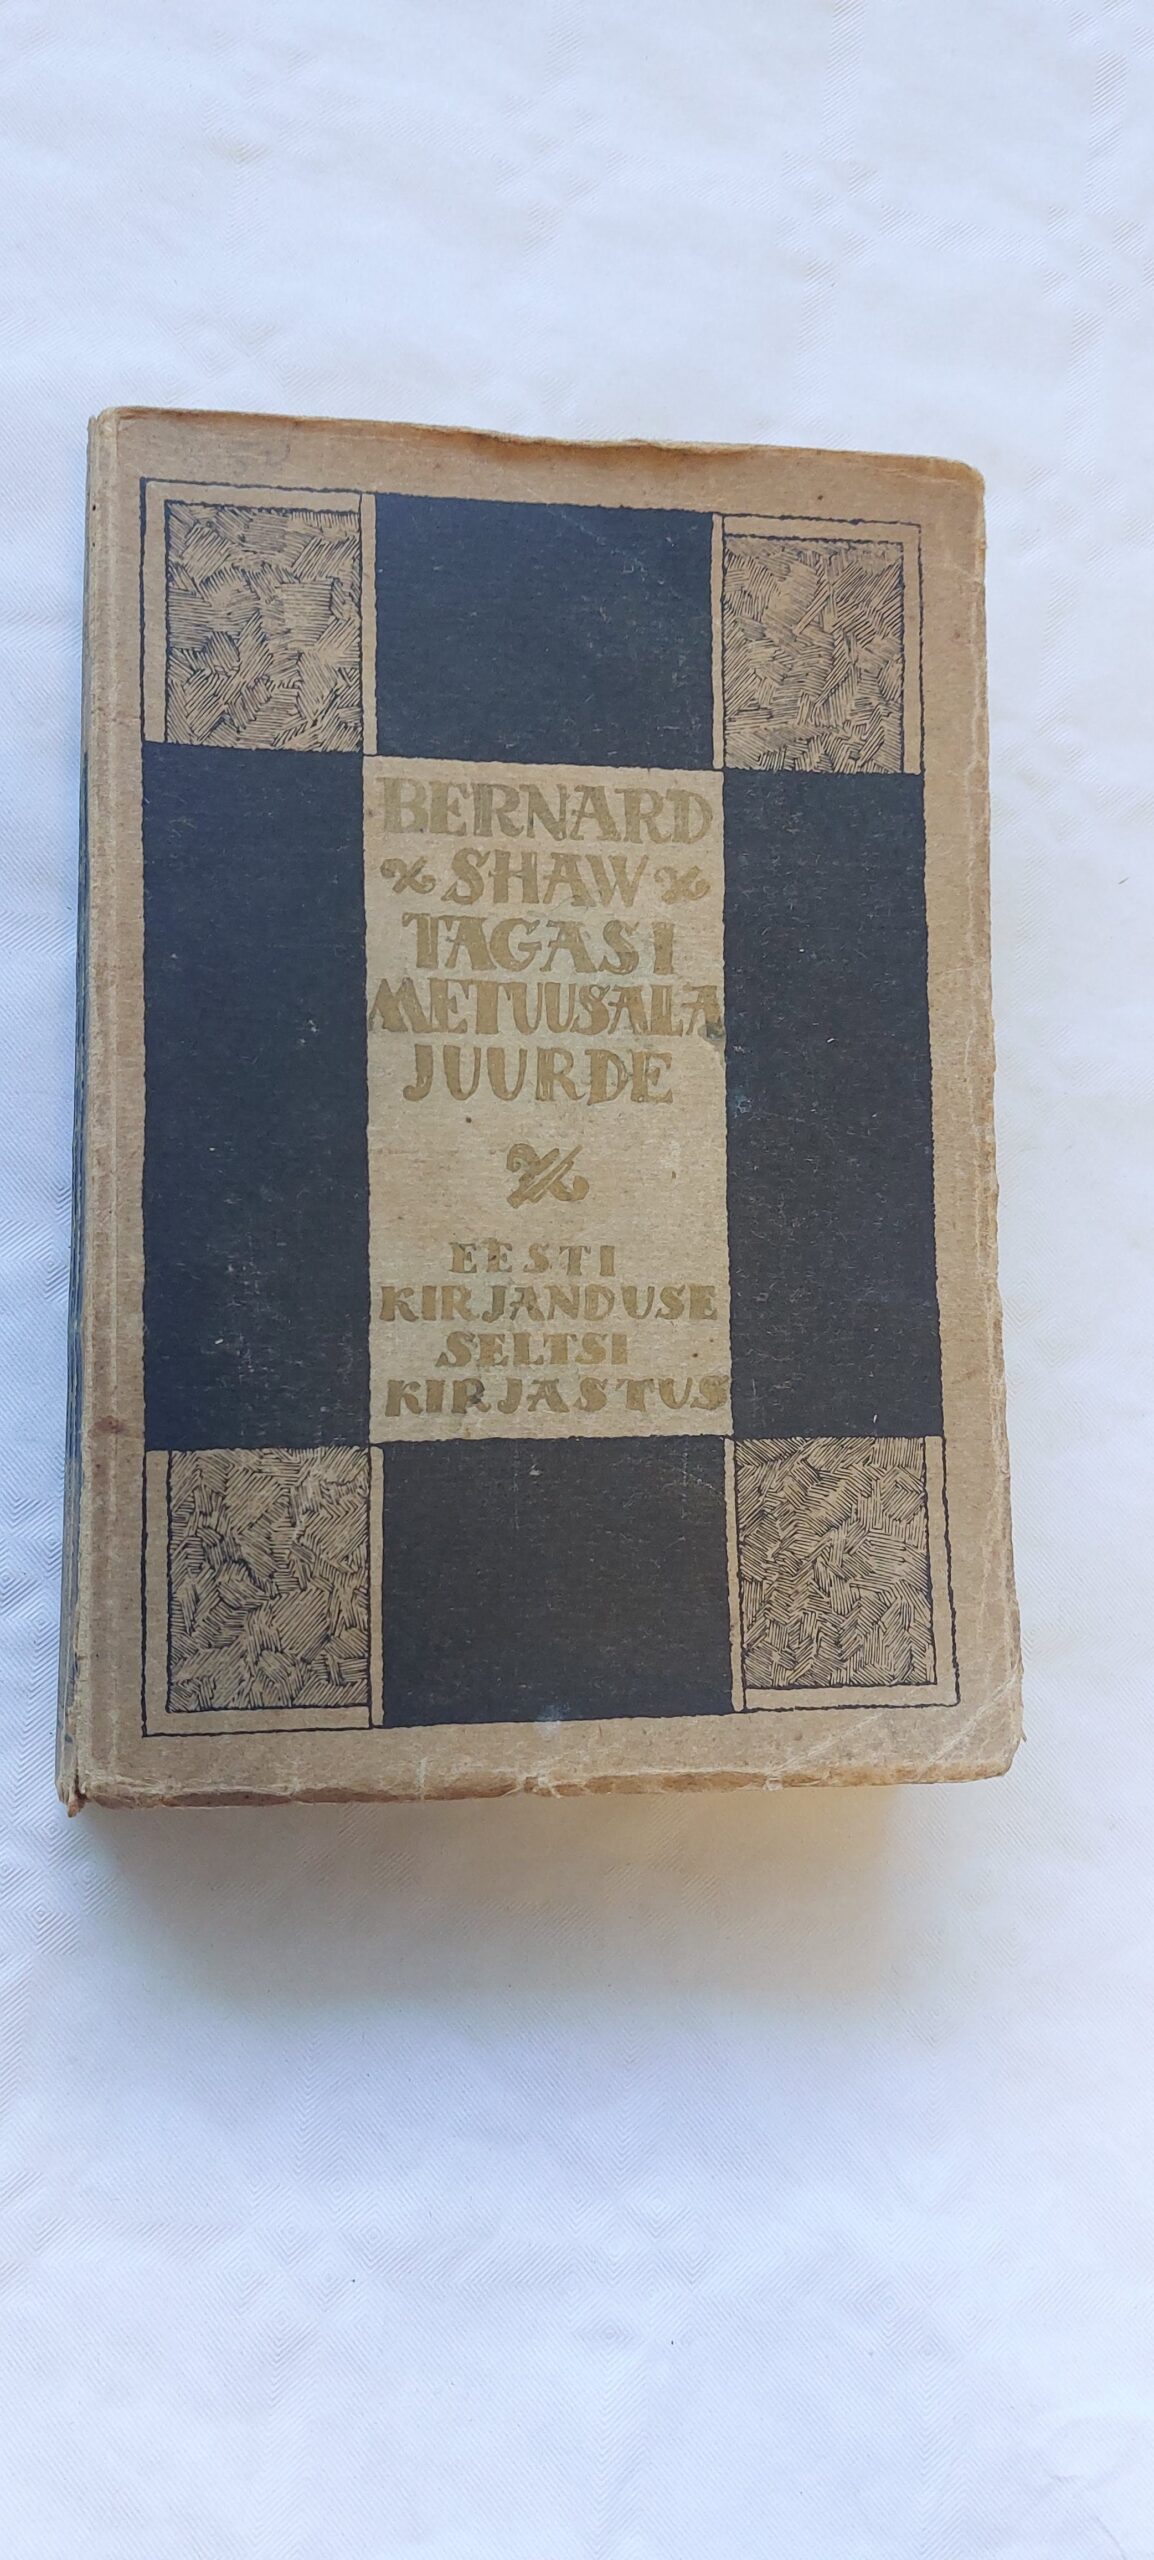 BERNARD
SHAW
TAGASI
METUUSALA
JUURDE
EESTI
KIRJANDUSE
SELTSI
KIRJASTUS